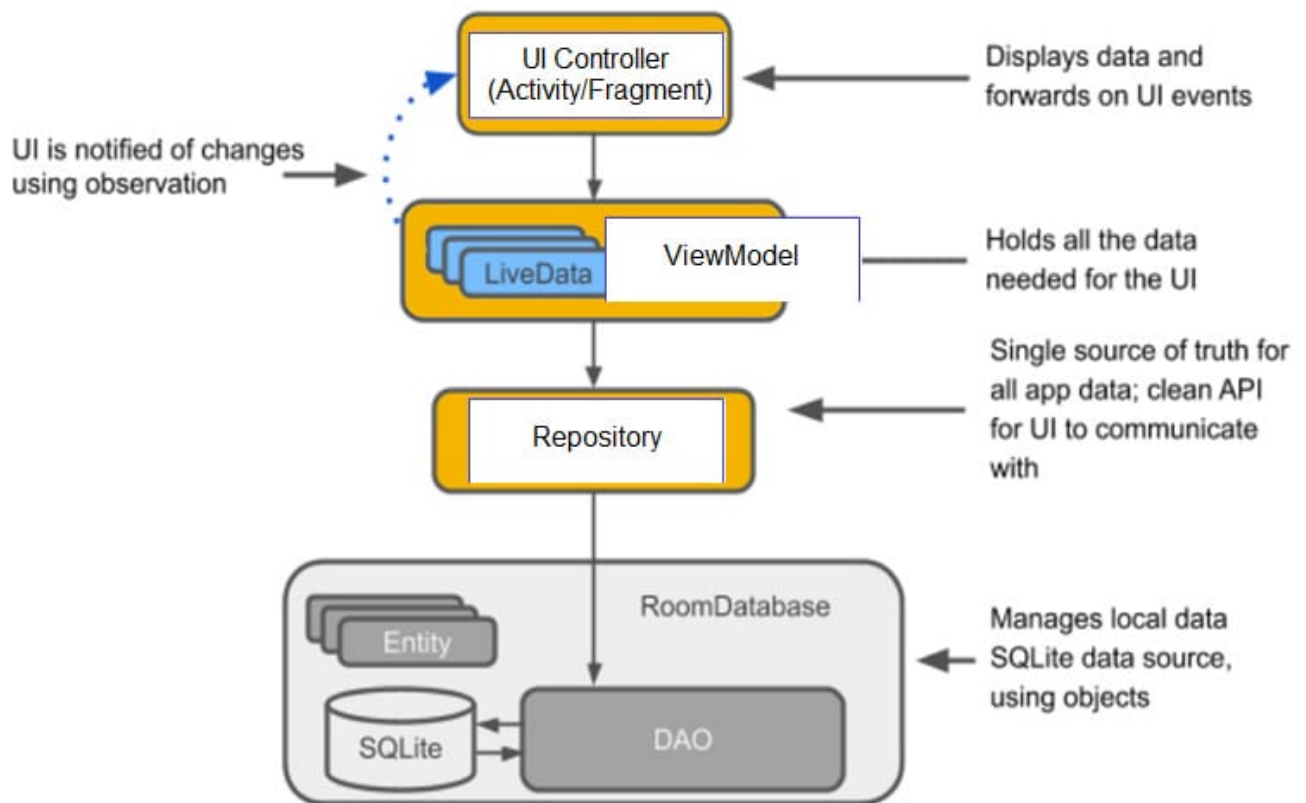 UI Controller
(Activity/Fragment)
Displays data and
forwards on UI events
UI is notified of changes
using observation
LiveData
ViewModel
Holds all the data
needed for the UI
Repository
Single source of truth for
all app data; clean API
for UI to communicate
with
RoomDatabase
Entity
SQLite
DAO
Manages local data
SQLite data source,
using objects